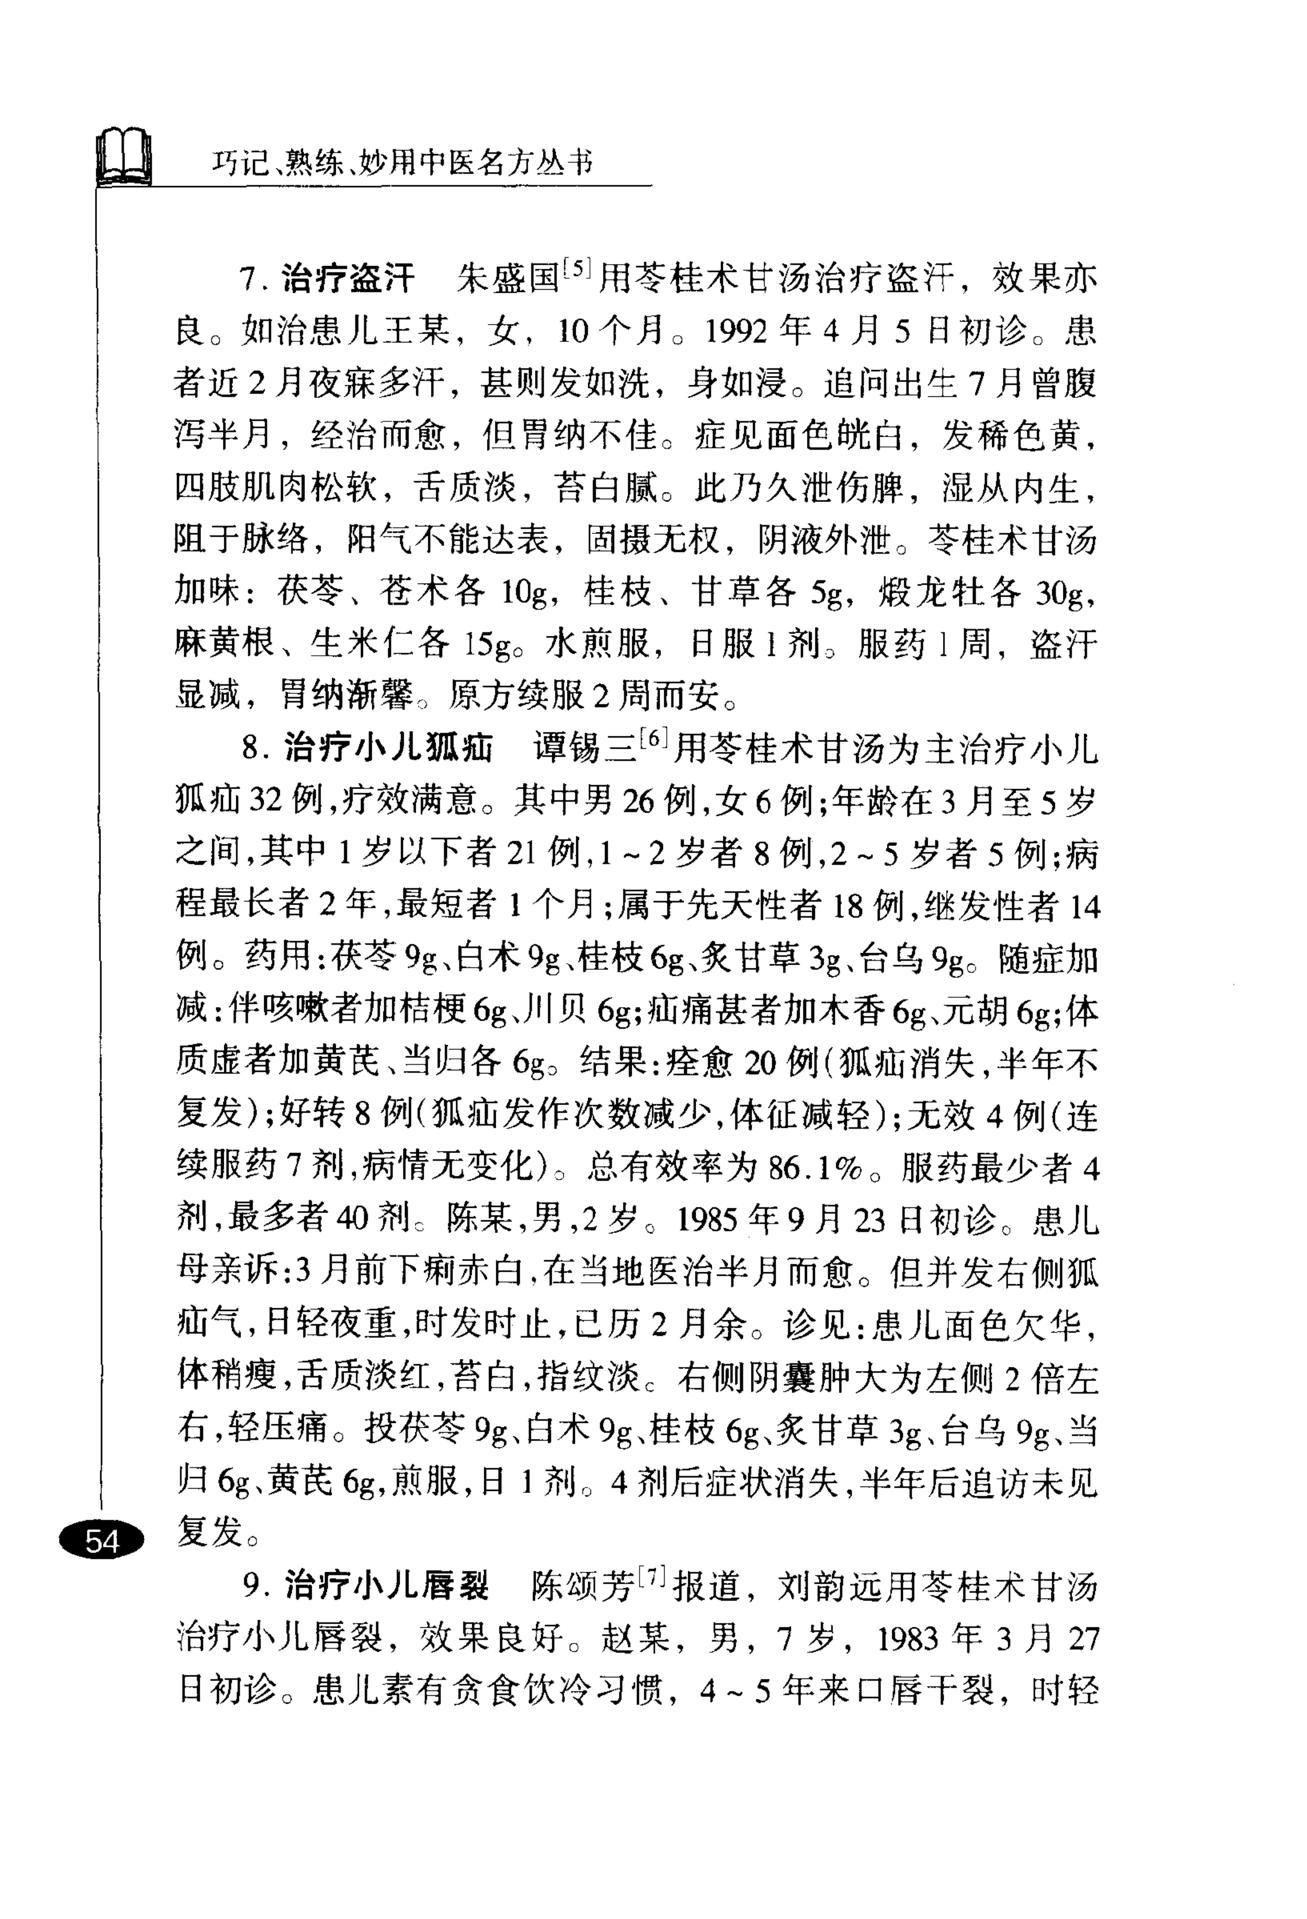 巧记、熟练、妙用中医名方丛书
7. 治疗盗汗　朱盛国[5]用苓桂术甘汤治疗盗汗，效果亦
良。如治患儿王某，女，10个月。1992年4月5日初诊。患
者近2月夜寐多汗，甚则发如洗，身如浸。追问出生7月曾腹
泻半月，经治而愈，但胃纳不佳。症见面色㿠白，发稀色黄，
四肢肌肉松软，舌质淡，苔白腻。此乃久泄伤脾，湿从内生，
阻于脉络，阳气不能达表，固摄无权，阴液外泄。苓桂术甘汤
加味：茯苓、苍术各10g，桂枝、甘草各5g，煅龙牡各30g，
麻黄根、生米仁各15g。水煎服，日服1剂。服药1周，盗汗
显减，胃纳渐馨。原方续服2周而安。
8. 治疗小儿狐疝　谭锡三[6]用苓桂术甘汤为主治疗小儿
狐疝32例,疗效满意。其中男26例,女6例;年龄在3月至5岁
之间,其中1岁以下者21例,1~2岁者8例,2~5岁者5例;病
程最长者2年,最短者1个月;属于先天性者18例,继发性者14
例。药用:茯苓9g、白术9g、桂枝6g、炙甘草3g、台乌9g。随症加
减:伴咳嗽者加桔梗6g、川贝6g;疝痛甚者加木香6g、元胡6g;体
质虚者加黄芪、当归各6g。结果:痊愈20例(狐疝消失,半年不
复发);好转8例(狐疝发作次数减少,体征减轻);无效4例(连
续服药7剂,病情无变化)。总有效率为86.1%。服药最少者4
剂,最多者40剂。陈某,男,2岁。1985年9月23日初诊。患儿
母亲诉:3月前下痢赤白,在当地医治半月而愈。但并发右侧狐
疝气,日轻夜重,时发时止,已历2月余。诊见:患儿面色欠华,
体稍瘦,舌质淡红,苔白,指纹淡。右侧阴囊肿大为左侧2倍左
右,轻压痛。投茯苓9g、白术9g、桂枝6g、炙甘草3g、台乌9g、当
归6g、黄芪6g,煎服,日1剂。4剂后症状消失,半年后追访未见
复发。
54
9. 治疗小儿唇裂　陈颂芳[7]报道，刘韵远用苓桂术甘汤
治疗小儿唇裂，效果良好。赵某，男，7岁，1983年3月27
日初诊。患儿素有贪食饮冷习惯，4~5年来口唇干裂，时轻